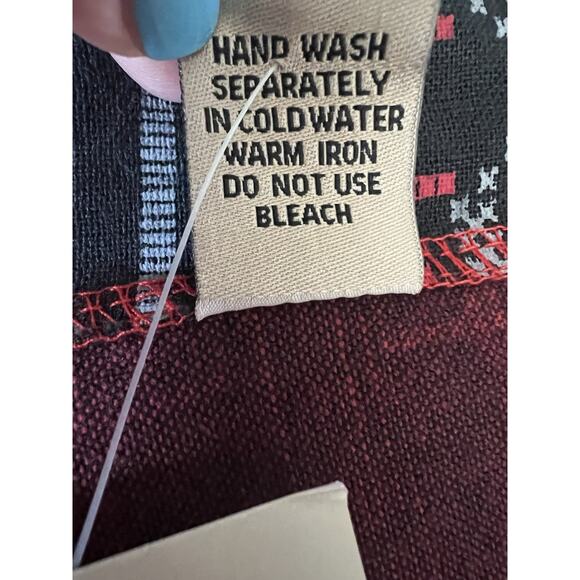 HAND WASH
SEPARATELY
IN COLD WATER
WARM IRON
DO NOT USE
BLEACH